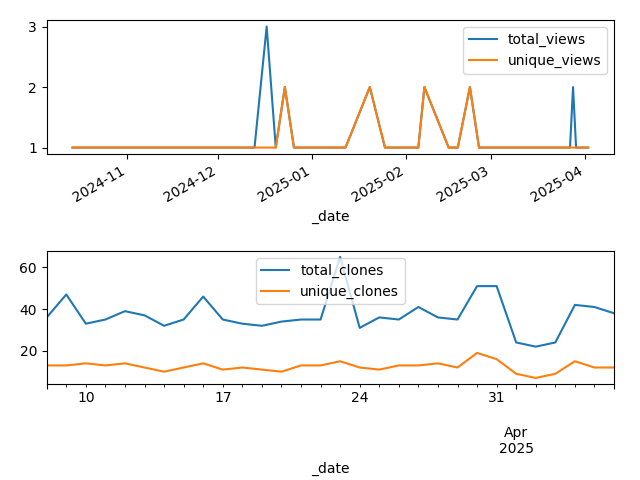 3
2
1
total_views
unique_views
2024-11
2024-12
2025-01
2025-02
2025-03
2025-04
_date
60
40
20
total_clones
unique_clones
10
17
24
31
Apr
2025
_date